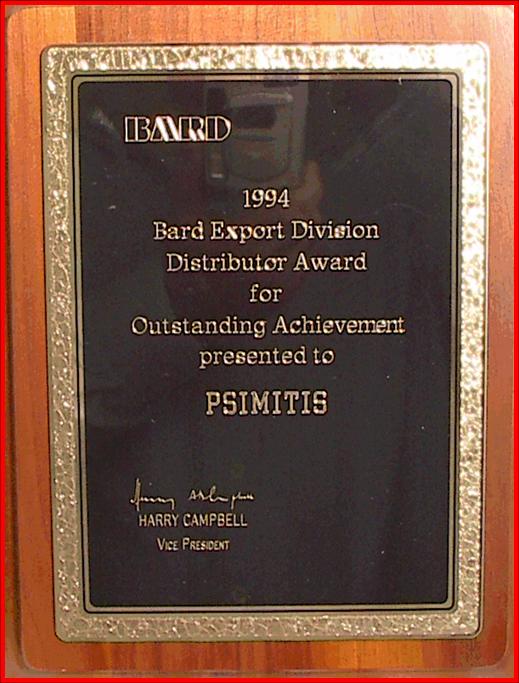 BARD
1994
Bard Export Division
Distributor Award
for
Outstanding Achievement
presented to
PSIMITIS
HARRY CAMPBELL
VICE PRESIDENT